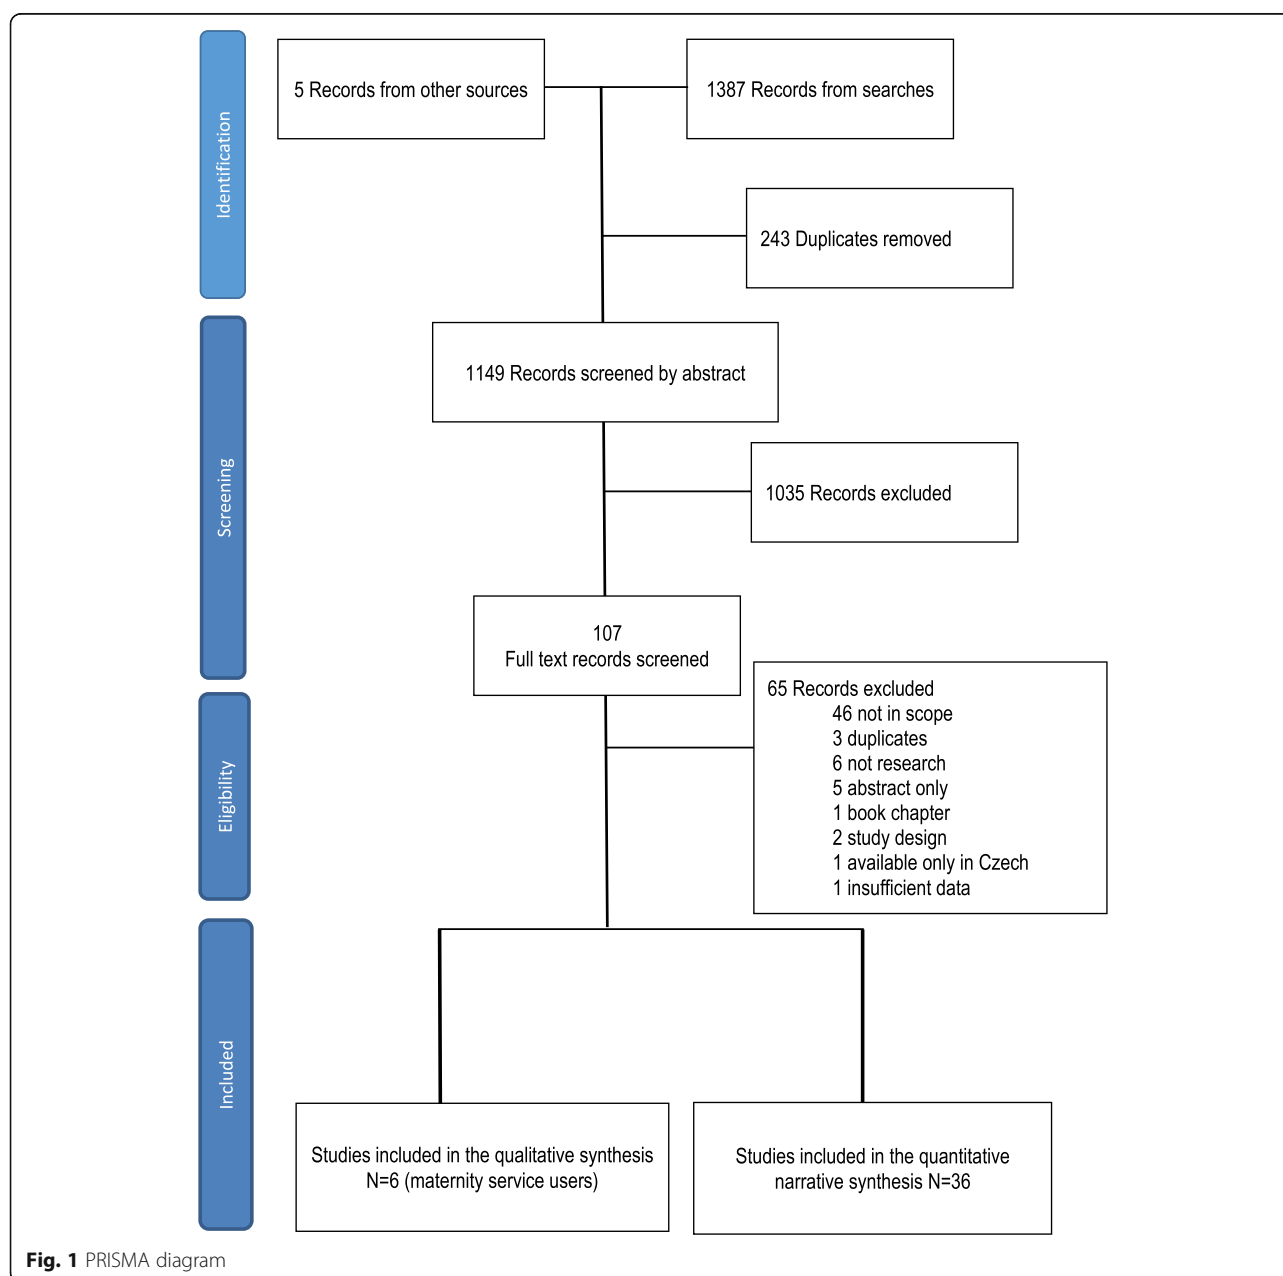 Identification
5 Records from other sources
1387 Records from searches
243 Duplicates removed
Screening
1149 Records screened by abstract
1035 Records excluded
107
Full text records screened
Eligibility
65 Records excluded
46 not in scope
3 duplicates
6 not research
5 abstract only
1 book chapter
2 study design
1 available only in Czech
1 insufficient data
Included
Studies included in the qualitative synthesis
N=6 (maternity service users)
Studies included in the quantitative
narrative synthesis N=36
Fig. 1 PRISMA diagram